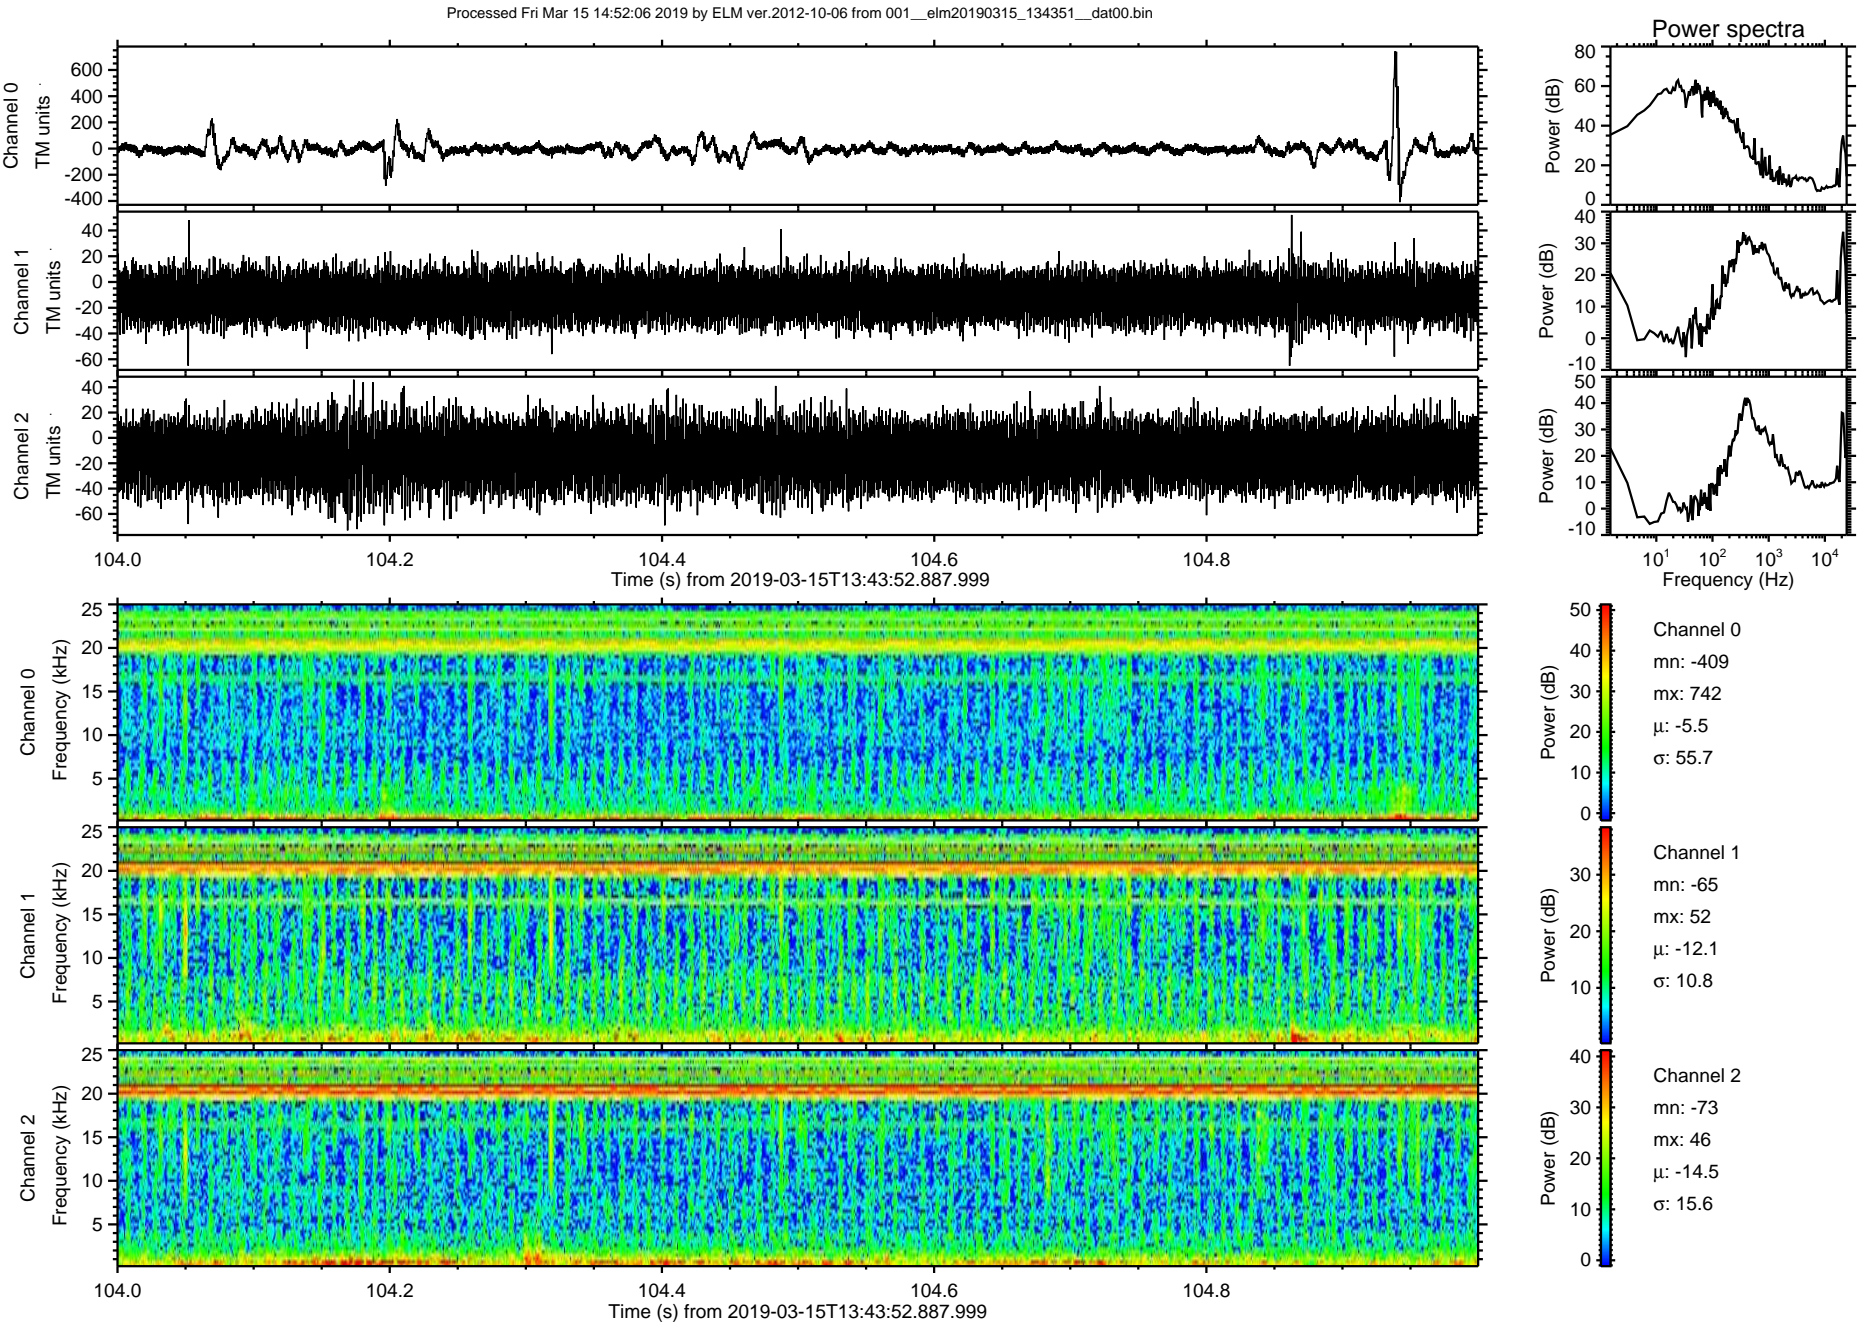 Processed Fri Mar 15 14:52:06 2019 by ELM ver.2012-10-06 from 001__elm20190315_134351__dat00.bin
Power spectra
Channel 0
TM units
600
400
200
0
-200
-400
Power (dB)
80
60
40
20
0
Channel 1
TM units
40
20
0
-20
-40
-60
Power (dB)
40
30
20
10
0
-10
Channel 2
TM units
40
20
0
-20
-40
-60
Power (dB)
50
40
30
20
10
0
-10
104.0 104.2 104.4 104.6 104.8
Time (s) from 2019-03-15T13:43:52.887.999
10¹ 10² 10³ 10⁴
Frequency (Hz)
Channel 0
Frequency (kHz)
25
20
15
10
5
Power (dB)
50
40
30
20
10
0
Channel 0
mn: -409
mx: 742
μ: -5.5
σ: 55.7
Channel 1
Frequency (kHz)
25
20
15
10
5
Power (dB)
30
20
10
Channel 1
mn: -65
mx: 52
μ: -12.1
σ: 10.8
Channel 2
Frequency (kHz)
25
20
15
10
5
Power (dB)
40
30
20
10
0
Channel 2
mn: -73
mx: 46
μ: -14.5
σ: 15.6
104.0 104.2 104.4 104.6 104.8
Time (s) from 2019-03-15T13:43:52.887.999